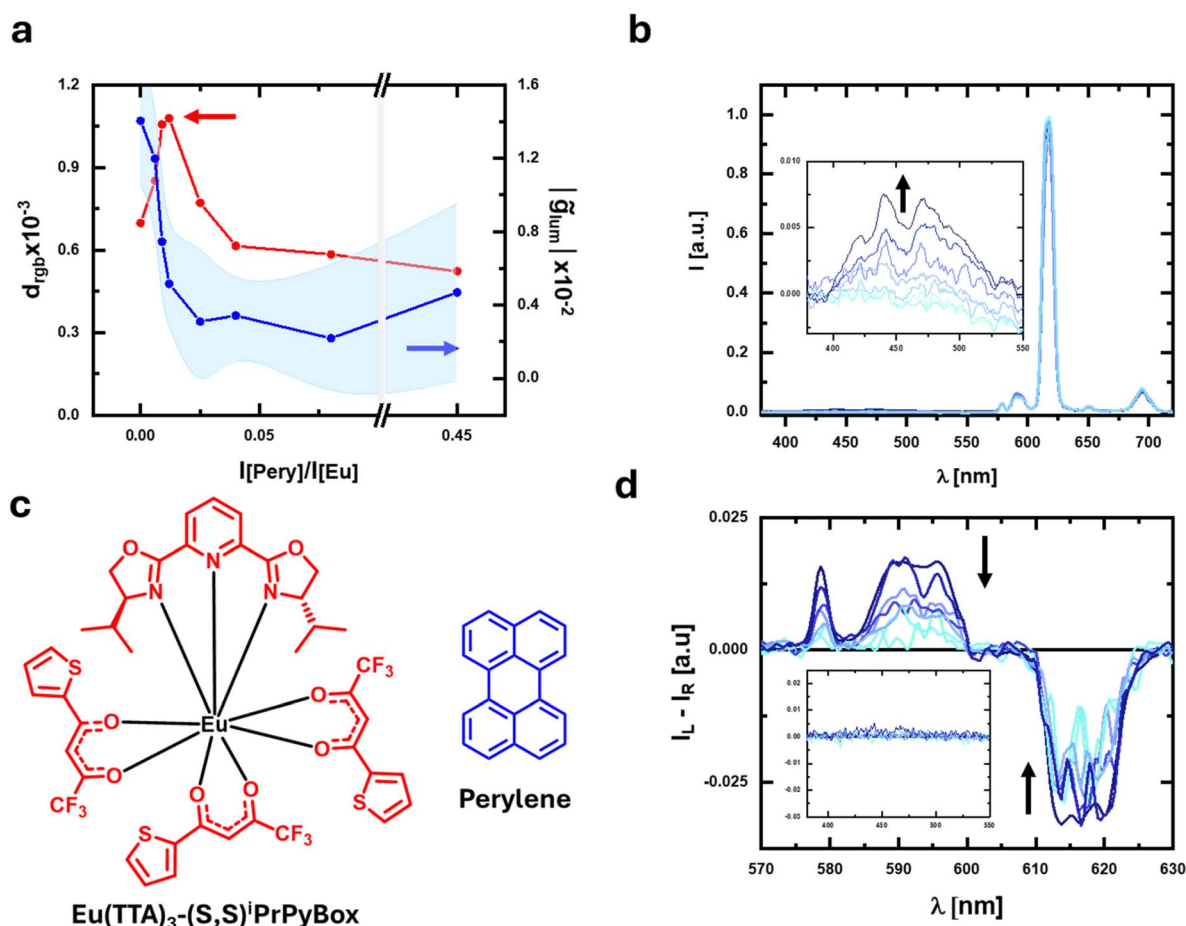 a
1.2
0.9
0.6
0.3
0.0
d_rgb x10^-3
1.6
1.2
0.8
0.4
0.0
|g̃_lum| x10^-2
0.00
0.05
0.45
I[Pery]/I[Eu]
b
1.0
0.8
0.6
0.4
0.2
0.0
I [a.u.]
0.010
0.005
0.000
400
450
500
550
400
450
500
550
600
650
700
λ [nm]
c
O
N
O
N
N
S
CF3
O
O
Eu
O
O
CF3
O
O
S
S
CF3
Eu(TTA)3-(S,S)iPrPyBox
Perylene
d
0.025
0.000
-0.025
I_L - I_R [a.u]
0.02
0.01
0.00
-0.01
-0.02
-0.03
400
450
500
550
570
580
590
600
610
620
630
λ [nm]